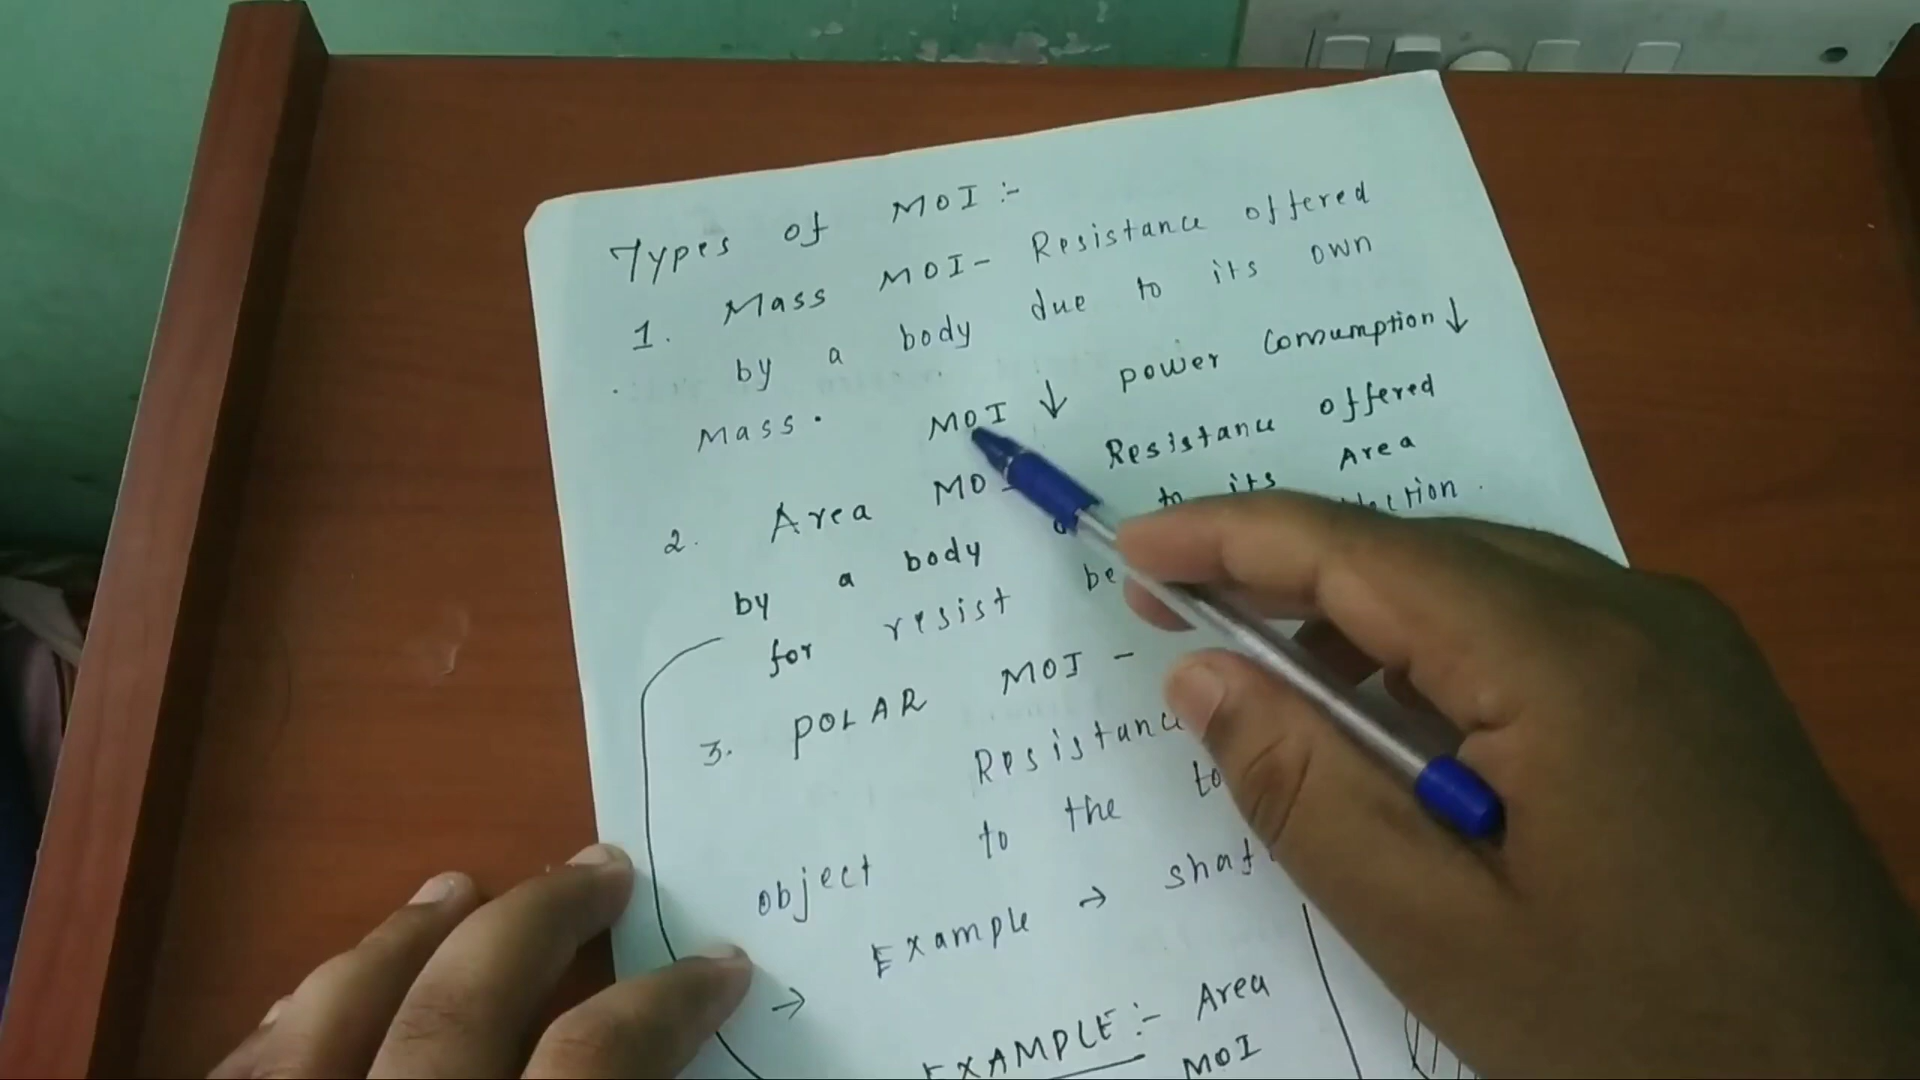 Types of MOI :-
1. Mass MOI - Resistance offered
by a body due to its own
Mass. MOI ↓ power consumption ↓
2. Area Resistance offered
by a body to its Area
for resist
3. POLAR MOI -
Resistance
object to the
Example →
→ EXAMPLE :- Area
MOI